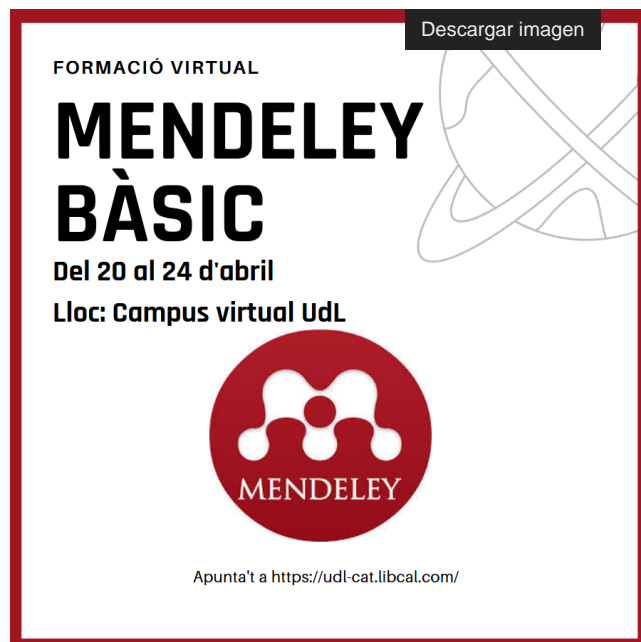 Descargar imagen
FORMACIÓ VIRTUAL
MENDELEY
BÀSIC
Del 20 al 24 d'abril
Lloc: Campus virtual UdL
MENDELEY
Apunta't a https://udl-cat.libcal.com/